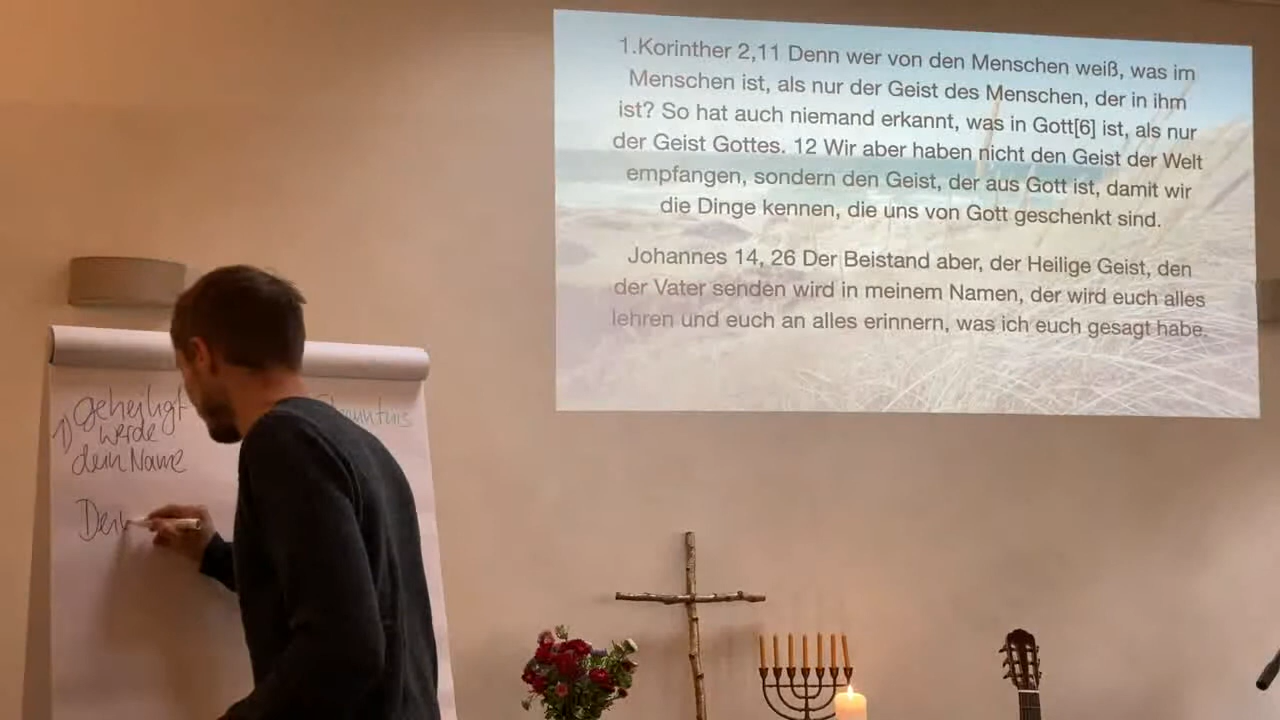 1.Korinther 2,11 Denn wer von den Menschen weiß, was im
Menschen ist, als nur der Geist des Menschen, der in ihm
ist? So hat auch niemand erkannt, was in Gott[6] ist, als nur
der Geist Gottes. 12 Wir aber haben nicht den Geist der Welt
empfangen, sondern den Geist, der aus Gott ist, damit wir
die Dinge kennen, die uns von Gott geschenkt sind.
Johannes 14, 26 Der Beistand aber, der Heilige Geist, den
der Vater senden wird in meinem Namen, der wird euch alles
lehren und euch an alles erinnern, was ich euch gesagt habe.
1) geheiligt
werde
dein Name
Dein